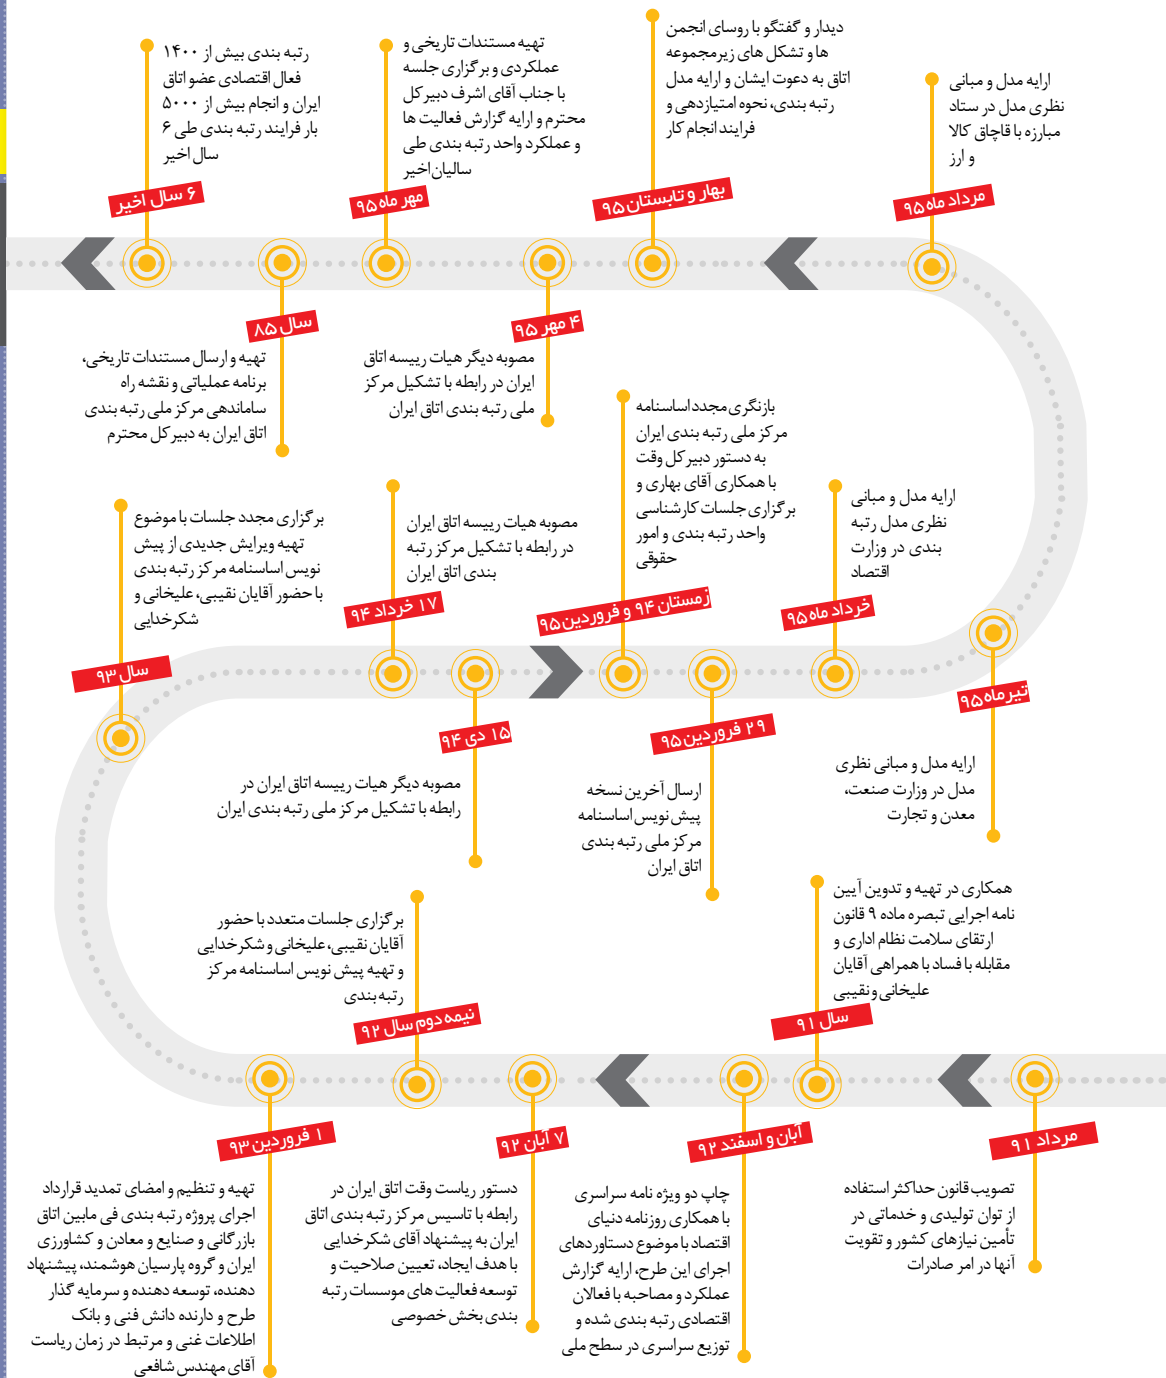 دیدار و گفتگو با روسای انجمن
ها و تشکل های زیرمجموعه
اتاق به دعوت ایشان و ارایه مدل
رتبه بندی، نحوه امتیازدهی و
فرایند انجام کار
بهار و تابستان ۹۵
تهیه مستندات تاریخی و
عملکردی و برگزاری جلسه
با جناب آقای اشرف دبیرکل
محترم و ارایه گزارش فعالیت ها
و عملکرد واحد رتبه بندی طی
سالیان اخیر
مهر ماه ۹۵
رتبه بندی بیش از ۱۴۰۰
فعال اقتصادی عضو اتاق
ایران و انجام بیش از ۵۰۰۰
بار فرایند رتبه بندی طی ۶
سال اخیر
۶ سال اخیر
ارایه مدل و مبانی
نظری مدل در ستاد
مبارزه با قاچاق کالا
و ارز
مرداد ماه ۹۵
۴ مهر ۹۵
مصوبه دیگر هیات رییسه اتاق
ایران در رابطه با تشکیل مرکز
ملی رتبه بندی اتاق ایران
سال ۸۵
تهیه و ارسال مستندات تاریخی،
برنامه عملیاتی و نقشه راه
ساماندهی مرکز ملی رتبه بندی
اتاق ایران به دبیرکل محترم
ارایه مدل و مبانی
نظری مدل رتبه
بندی در وزارت
اقتصاد
خرداد ماه ۹۵
بازنگری مجدد اساسنامه
مرکز ملی رتبه بندی ایران
به دستور دبیرکل وقت
با همکاری آقای بهاری و
برگزاری جلسات کارشناسی
واحد رتبه بندی و امور
حقوقی
زمستان ۹۴ و فروردین ۹۵
مصوبه هیات رییسه اتاق ایران
در رابطه با تشکیل مرکز رتبه
بندی اتاق ایران
۱۷ خرداد ۹۴
برگزاری مجدد جلسات با موضوع
تهیه ویرایش جدیدی از پیش
نویس اساسنامه مرکز رتبه بندی
با حضور آقایان نقیبی، علیخانی و
شکرخدایی
سال ۹۳
تیر ماه ۹۵
ارایه مدل و مبانی نظری
مدل در وزارت صنعت،
معدن و تجارت
۲۹ فروردین ۹۵
ارسال آخرین نسخه
پیش نویس اساسنامه
مرکز ملی رتبه بندی
اتاق ایران
۱۵ دی ۹۴
مصوبه دیگر هیات رییسه اتاق ایران در
رابطه با تشکیل مرکز ملی رتبه بندی ایران
همکاری در تهیه و تدوین آیین
نامه اجرایی تبصره ماده ۹ قانون
ارتقای سلامت نظام اداری و
مقابله با فساد با همراهی آقایان
علیخانی و نقیبی
سال ۹۱
برگزاری جلسات متعدد با حضور
آقایان نقیبی، علیخانی و شکرخدایی
و تهیه پیش نویس اساسنامه مرکز
رتبه بندی
نیمه دوم سال ۹۲
مرداد ۹۱
تصویب قانون حداکثر استفاده
از توان تولیدی و خدماتی در
تأمین نیازهای کشور و تقویت
آنها در امر صادرات
آبان و اسفند ۹۲
چاپ دو ویژه نامه سراسری
با همکاری روزنامه دنیای
اقتصاد با موضوع دستاوردهای
اجرای این طرح، ارایه گزارش
عملکرد و مصاحبه با فعالان
اقتصادی رتبه بندی شده و
توزیع سراسری در سطح ملی
۷ آبان ۹۲
دستور ریاست وقت اتاق ایران در
رابطه با تاسیس مرکز رتبه بندی اتاق
ایران به پیشنهاد آقای شکرخدایی
با هدف ایجاد، تعیین صلاحیت و
توسعه فعالیت های موسسات رتبه
بندی بخش خصوصی
۱ فروردین ۹۳
تهیه و تنظیم و امضای تمدید قرارداد
اجرای پروژه رتبه بندی فی مابین اتاق
بازرگانی و صنایع و معادن و کشاورزی
ایران و گروه پارسیان هوشمند، پیشنهاد
دهنده، توسعه دهنده و سرمایه گذار
طرح و دارنده دانش فنی و بانک
اطلاعات غنی و مرتبط در زمان ریاست
آقای مهندس شافعی